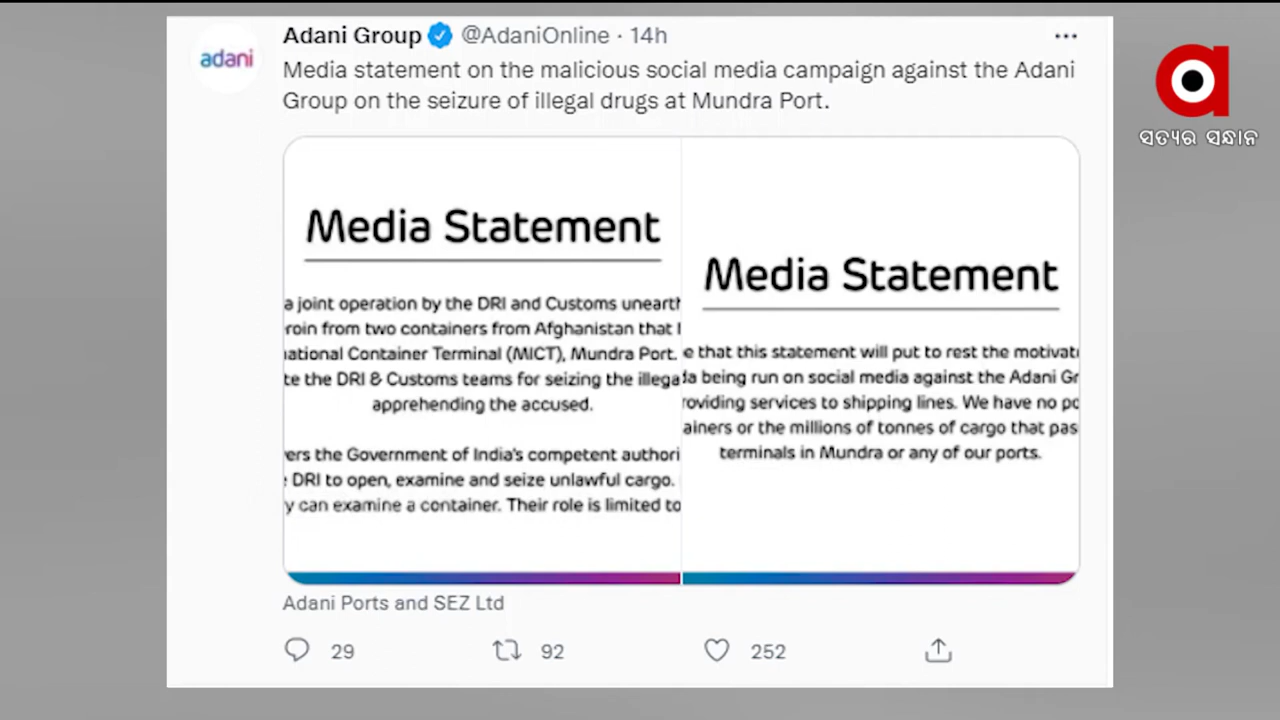 Adani Group @AdaniOnline · 14h
adani
Media statement on the malicious social media campaign against the Adani
Group on the seizure of illegal drugs at Mundra Port.
Media Statement
a joint operation by the DRI and Customs unearth
roin from two containers from Afghanistan that
national Container Terminal (MICT), Mundra Port.
te the DRI & Customs teams for seizing the illega
apprehending the accused.
ers the Government of India's competent authori
DRI to open, examine and seize unlawful cargo.
y can examine a container. Their role is limited to
Media Statement
e that this statement will put to rest the motivat
da being run on social media against the Adani Gr
roviding services to shipping lines. We have no po
ainers or the millions of tonnes of cargo that pas
terminals in Mundra or any of our ports.
Adani Ports and SEZ Ltd
29 92 252
a
ସତ୍ୟର ସନ୍ଧାନ